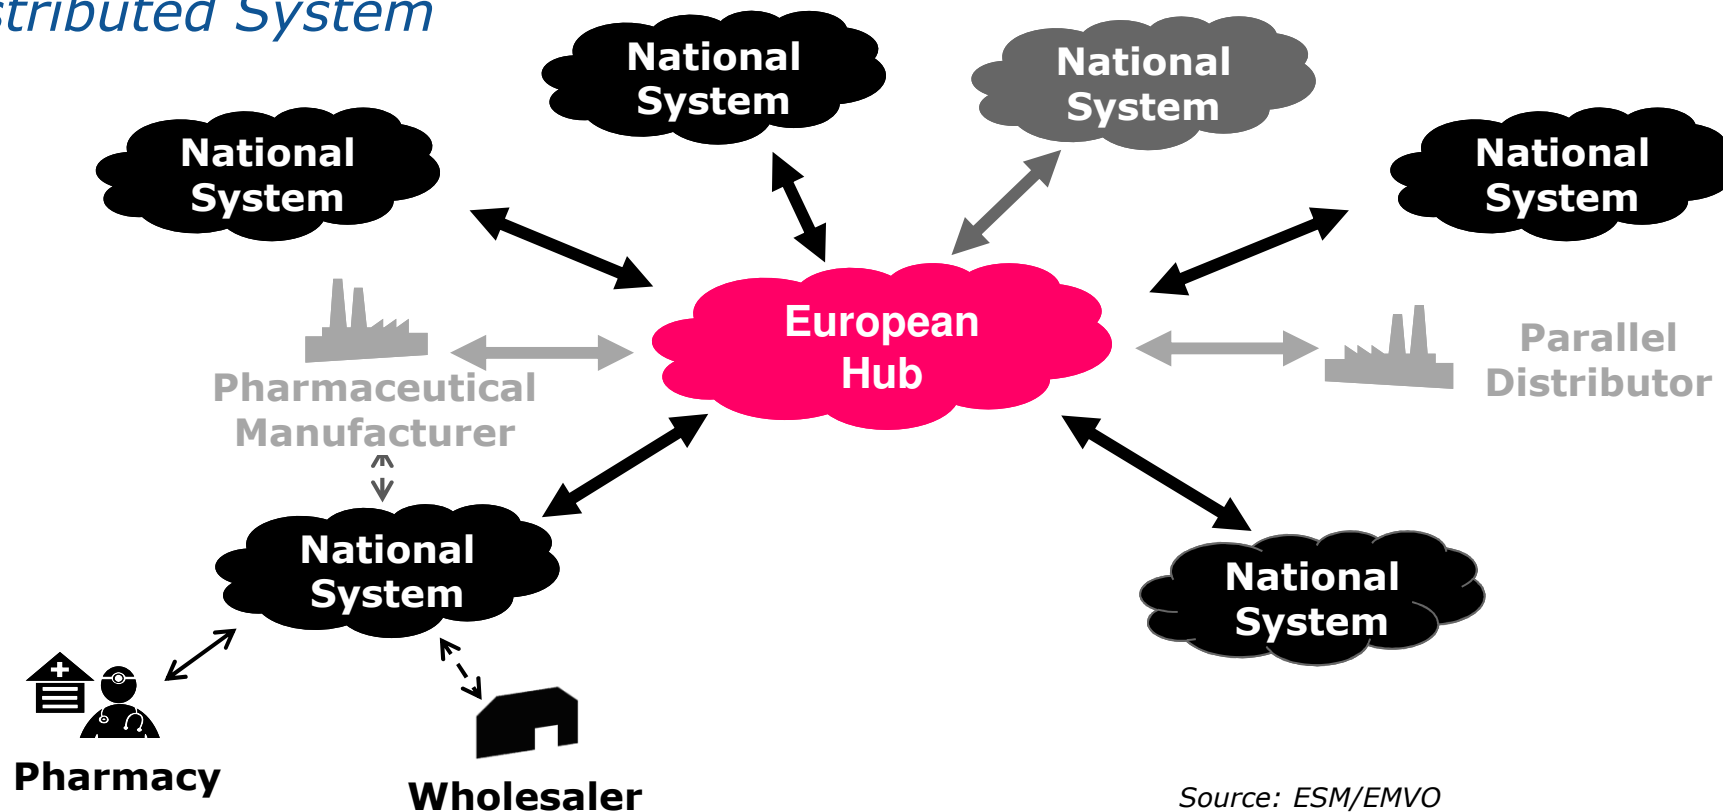 stributed System
National
System
National
System
National
System
National
System
European
Hub
Pharmaceutical
Manufacturer
Parallel
Distributor
National
System
National
System
Pharmacy
Wholesaler
Source: ESM/EMVO